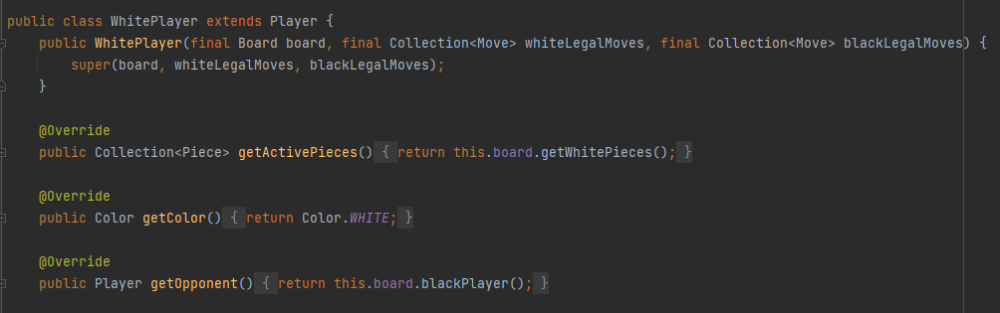 public class WhitePlayer extends Player {
public WhitePlayer(final Board board, final Collection<Move> whiteLegalMoves, final Collection<Move> blackLegalMoves) {
super(board, whiteLegalMoves, blackLegalMoves);
}
@Override
public Collection<Piece> getActivePieces() { return this.board.getWhitePieces(); }
@Override
public Color getColor() { return Color.WHITE; }
@Override
public Player getOpponent() { return this.board.blackPlayer(); }